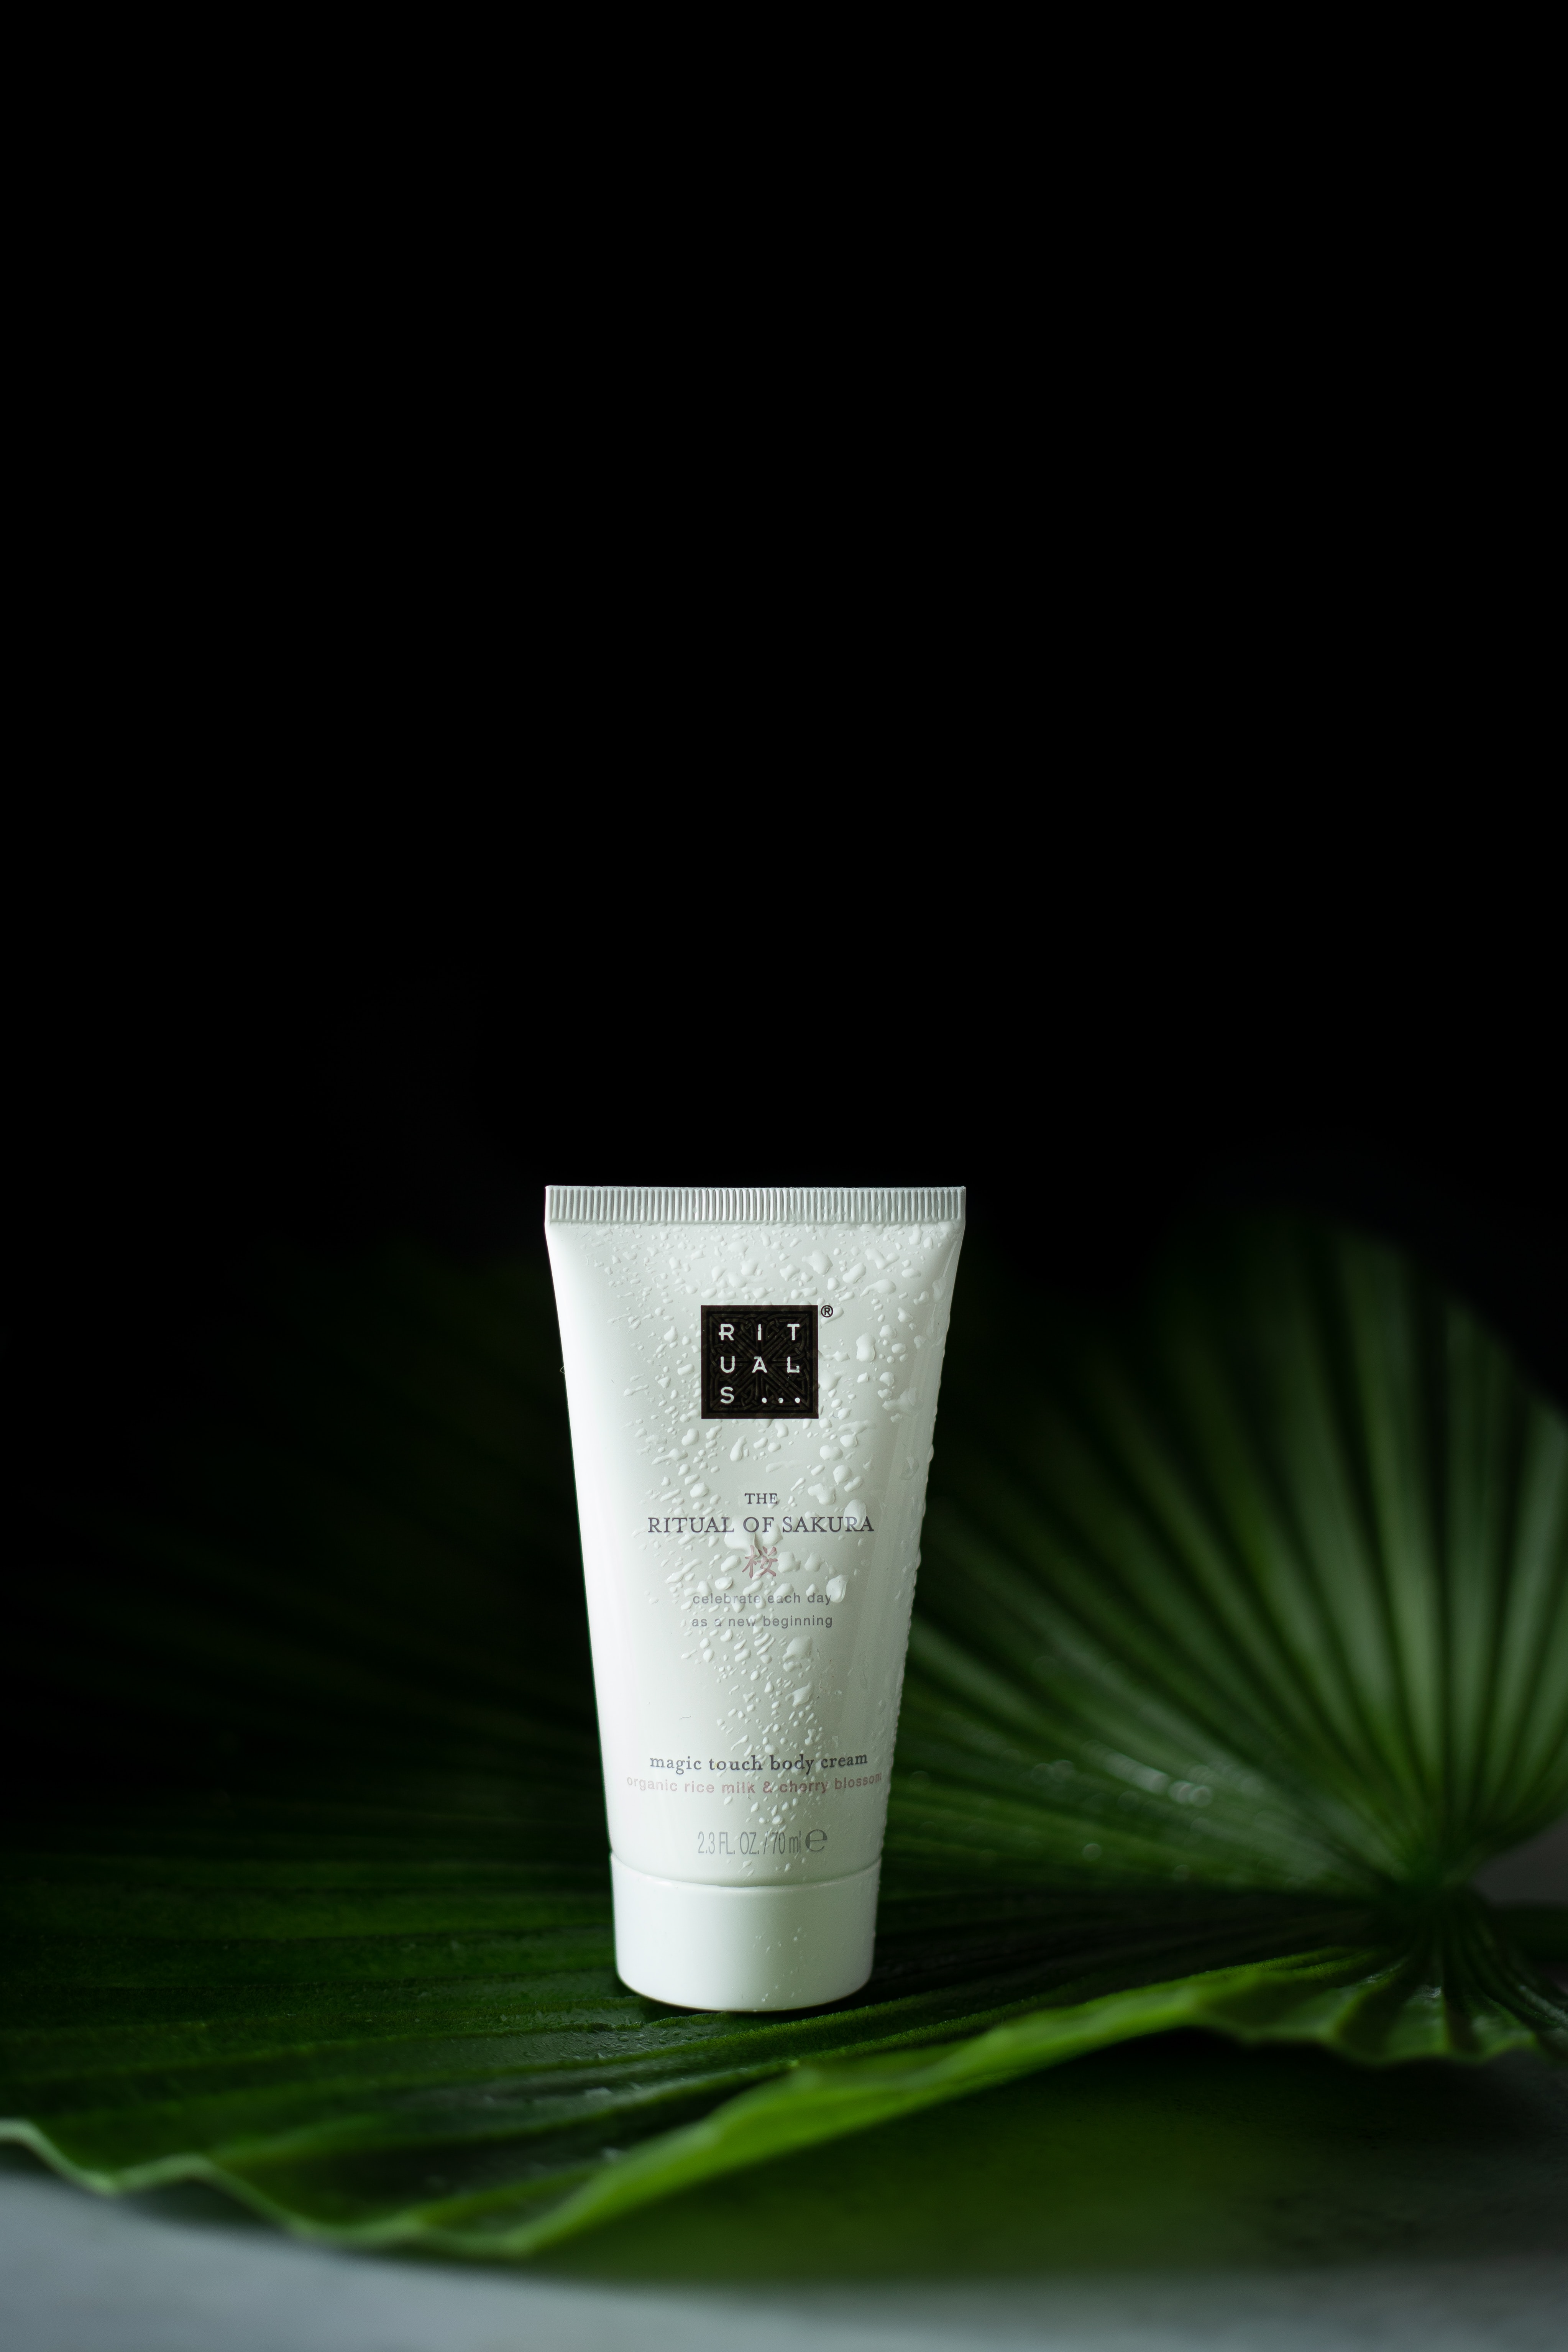 RIT
UAL
S...
®
THE
RITUAL OF SAKURA
桜
celebrate each day
as a new beginning
magic touch body cream
organic rice milk & cherry blossom
2.3 FL. OZ. / 70 ml ℮